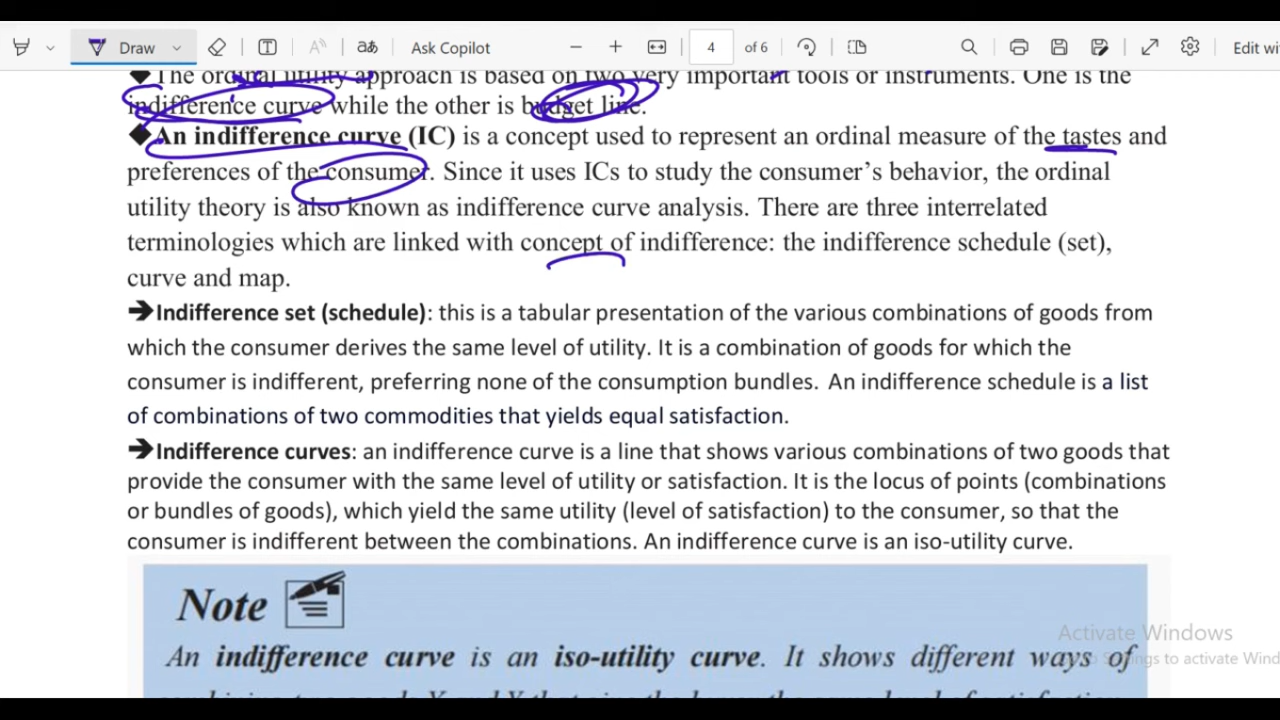 Draw
Ask Copilot
4 of 6
Edit wi
◆The ordinal utility approach is based on two very important tools or instruments. One is the
indifference curve while the other is budget line.
◆An indifference curve (IC) is a concept used to represent an ordinal measure of the tastes and
preferences of the consumer. Since it uses ICs to study the consumer's behavior, the ordinal
utility theory is also known as indifference curve analysis. There are three interrelated
terminologies which are linked with concept of indifference: the indifference schedule (set),
curve and map.
➔Indifference set (schedule): this is a tabular presentation of the various combinations of goods from
which the consumer derives the same level of utility. It is a combination of goods for which the
consumer is indifferent, preferring none of the consumption bundles. An indifference schedule is a list
of combinations of two commodities that yields equal satisfaction.
➔Indifference curves: an indifference curve is a line that shows various combinations of two goods that
provide the consumer with the same level of utility or satisfaction. It is the locus of points (combinations
or bundles of goods), which yield the same utility (level of satisfaction) to the consumer, so that the
consumer is indifferent between the combinations. An indifference curve is an iso-utility curve.
Note
Activate Windows
An indifference curve is an iso-utility curve. It shows different ways of
to activate Wind